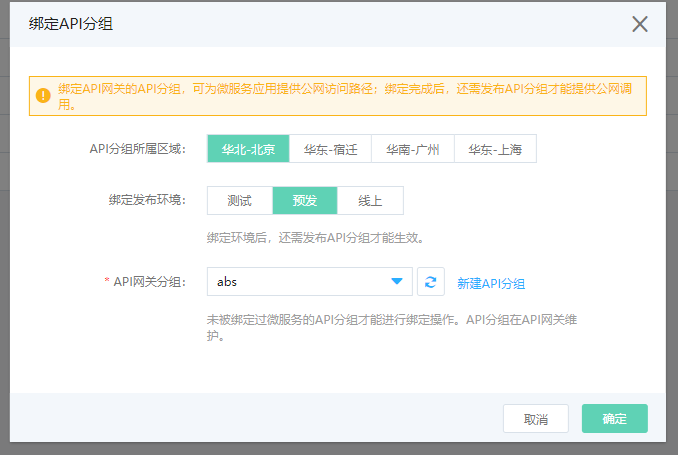 绑定API分组
绑定API网关的API分组，可为微服务应用提供公网访问路径；绑定完成后，还需发布API分组才能提供公网调
用。
API分组所属区域： 华北-北京 华东-宿迁 华南-广州 华东-上海
绑定发布环境： 测试 预发 线上
绑定环境后，还需发布API分组才能生效。
* API网关分组： abs 新建API分组
未被绑定过微服务的API分组才能进行绑定操作。API分组在API网关维
护。
取消 确定